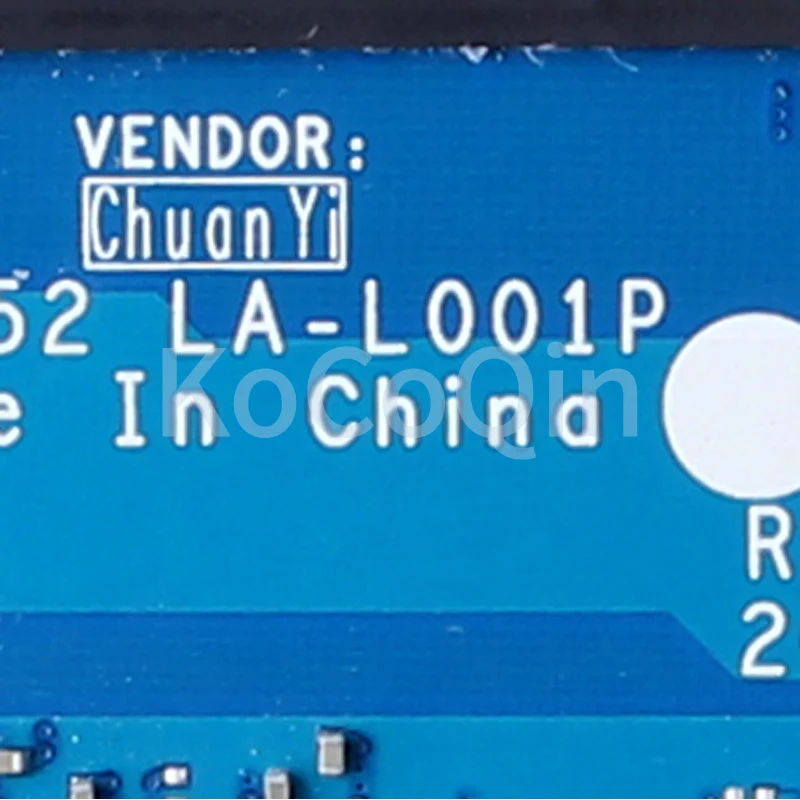 VENDOR:
ChuanYi
52 LA-L001P
e In China
KoCoQin
R
2